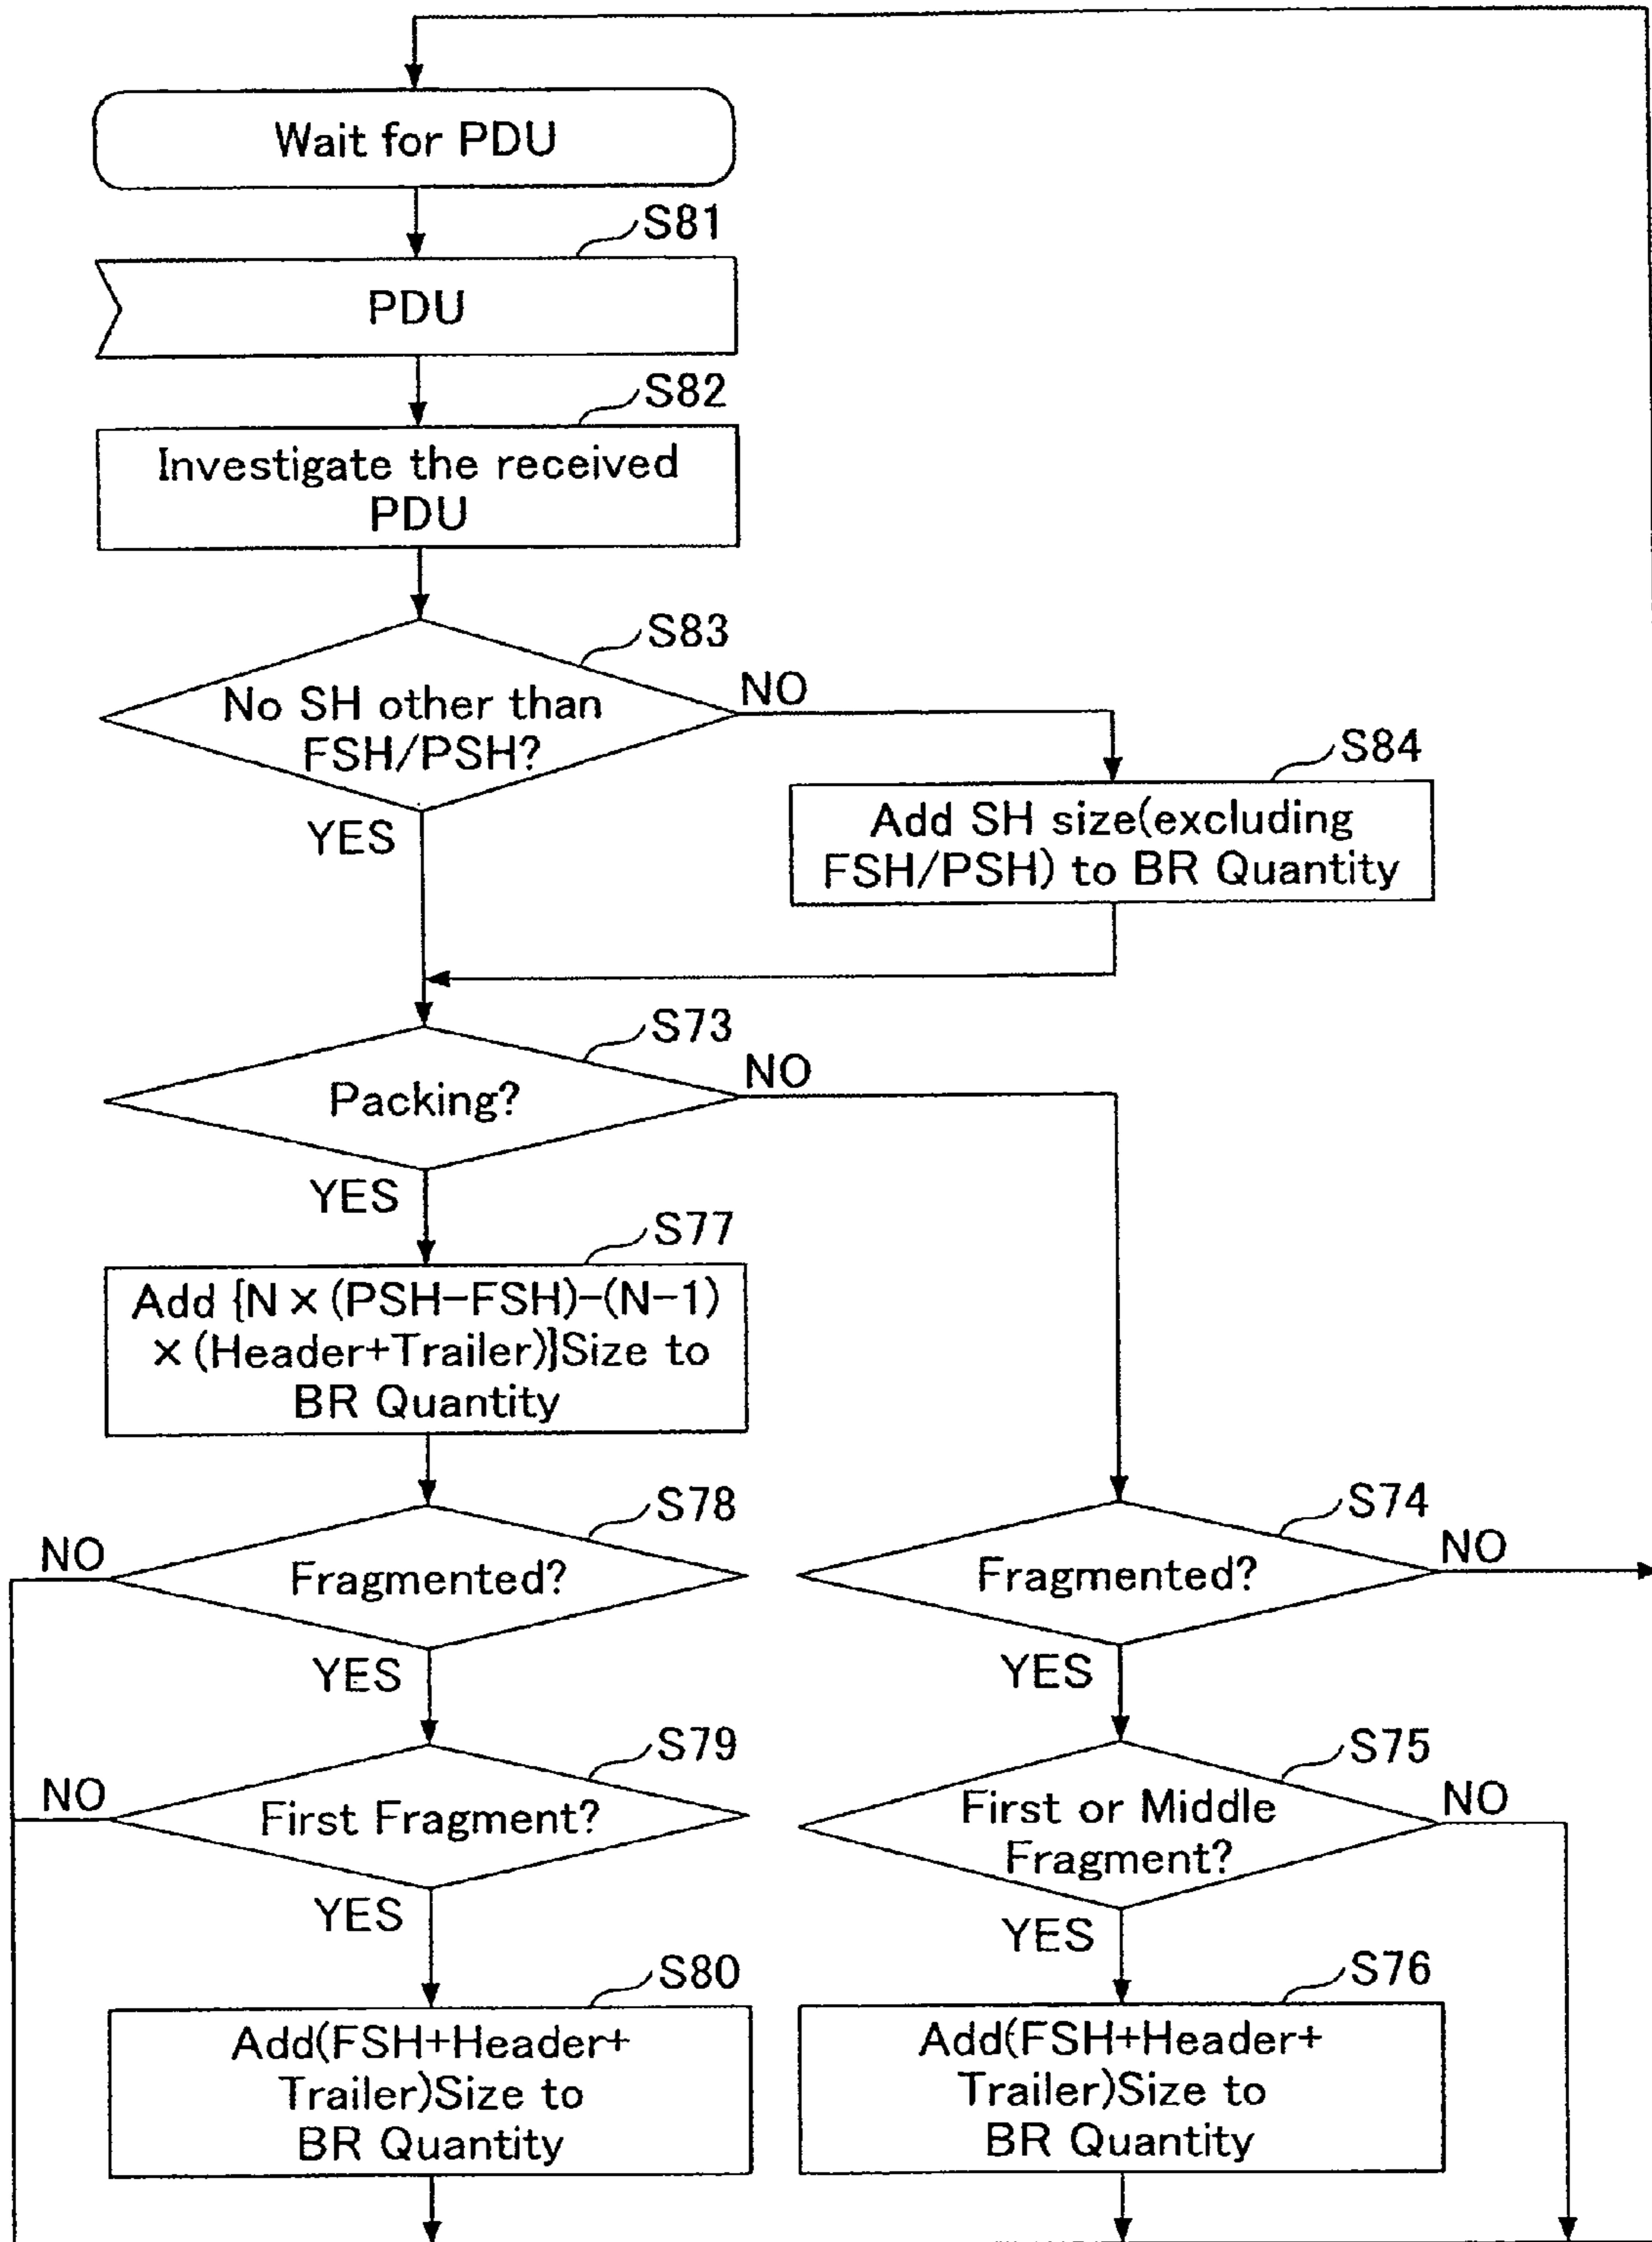 Wait for PDU
S81
PDU
S82
Investigate the received
PDU
S83
No SH other than
FSH/PSH?
NO
YES
S84
Add SH size(excluding
FSH/PSH) to BR Quantity
S73
Packing?
NO
YES
S77
Add {N×(PSH-FSH)-(N-1)
×(Header+Trailer)}Size to
BR Quantity
S78
Fragmented?
NO
YES
S74
Fragmented?
NO
YES
S79
First Fragment?
NO
YES
S75
First or Middle
Fragment?
NO
YES
S80
Add(FSH+Header+
Trailer)Size to
BR Quantity
S76
Add(FSH+Header+
Trailer)Size to
BR Quantity